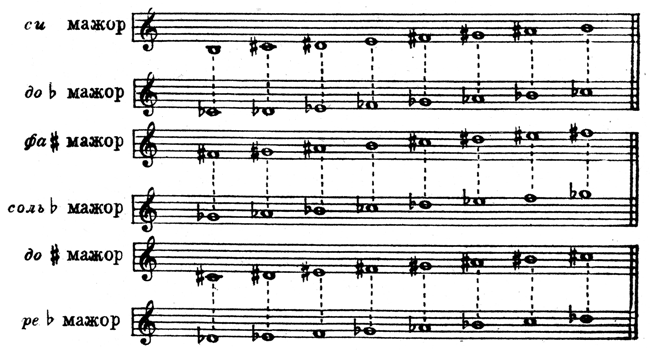 си мажор
до ♭ мажор
фа ♯ мажор
соль ♭ мажор
до ♯ мажор
ре ♭ мажор